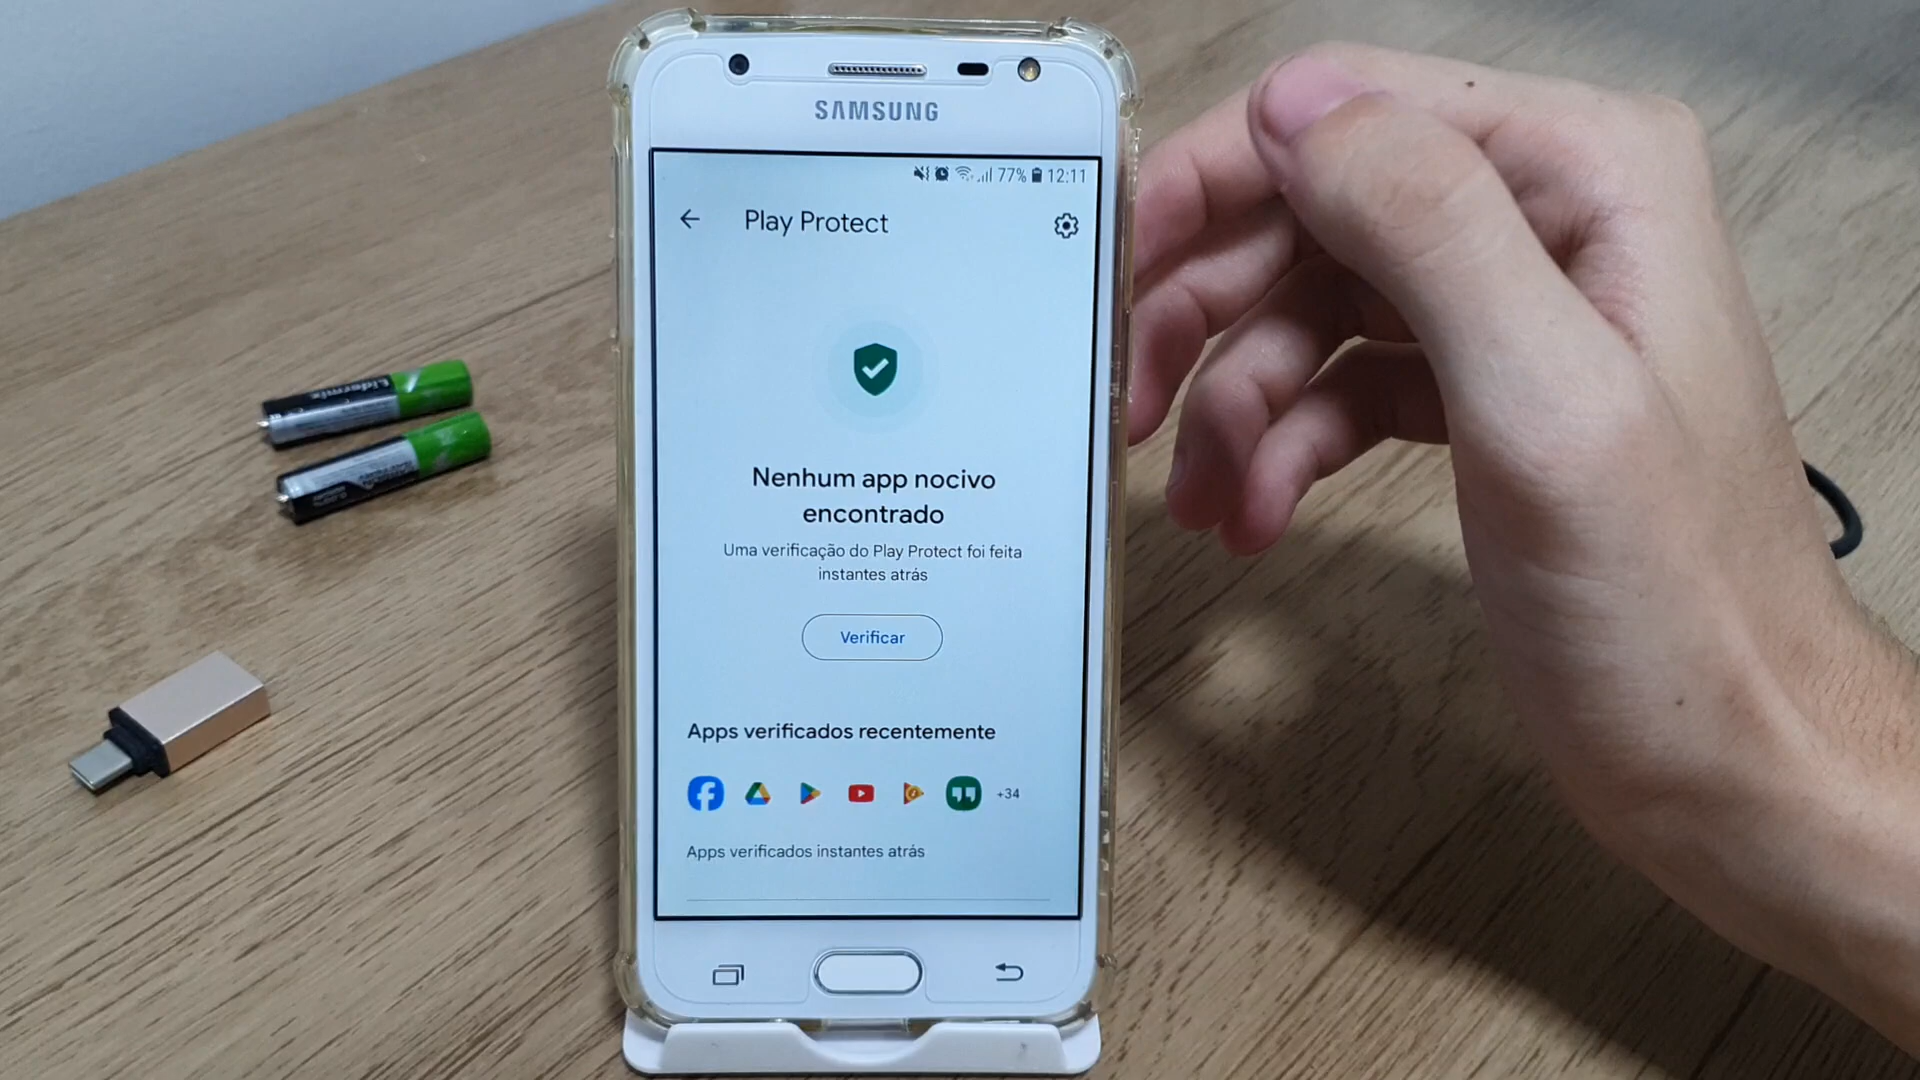 SAMSUNG
77% 12:11
Play Protect
Nenhum app nocivo
encontrado
Uma verificação do Play Protect foi feita
instantes atrás
Verificar
Apps verificados recentemente
+34
Apps verificados instantes atrás